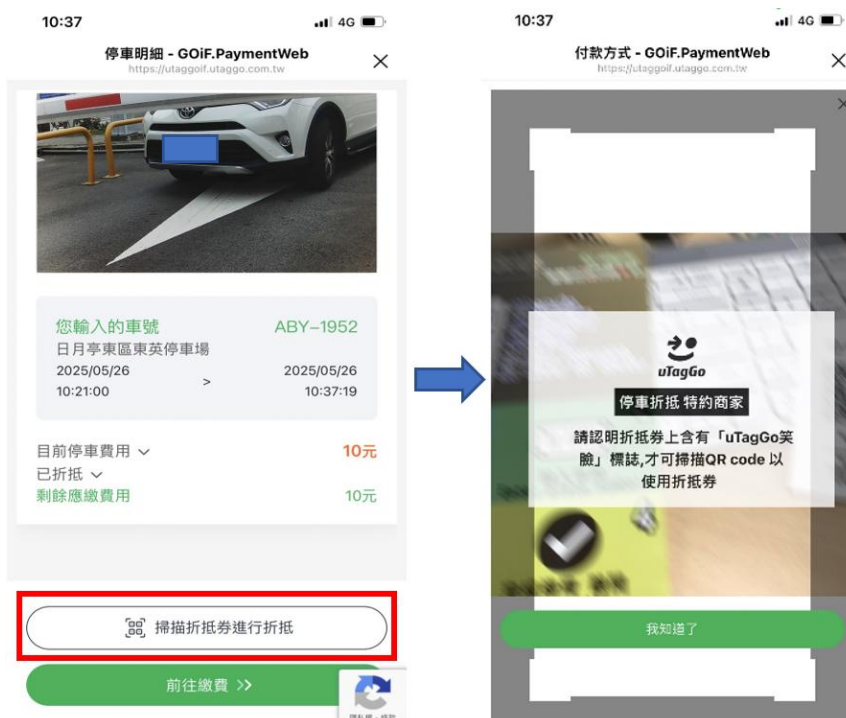 10:37
4G
停車明細 - GOiF.PaymentWeb
https://utaggoif.utaggo.com.tw
您輸入的車號 ABY-1952
日月亭東區東英停車場
2025/05/26 > 2025/05/26
10:21:00 10:37:19
目前停車費用 10元
已折抵
剩餘應繳費用 10元
掃描折抵券進行折抵
前往繳費 >>
10:37
4G
付款方式 - GOiF.PaymentWeb
https://utaggoif.utaggo.com.tw
uTagGo
停車折抵 特約商家
請認明折抵券上含有「uTagGo笑
臉」標誌,才可掃描QR code 以
使用折抵券
我知道了